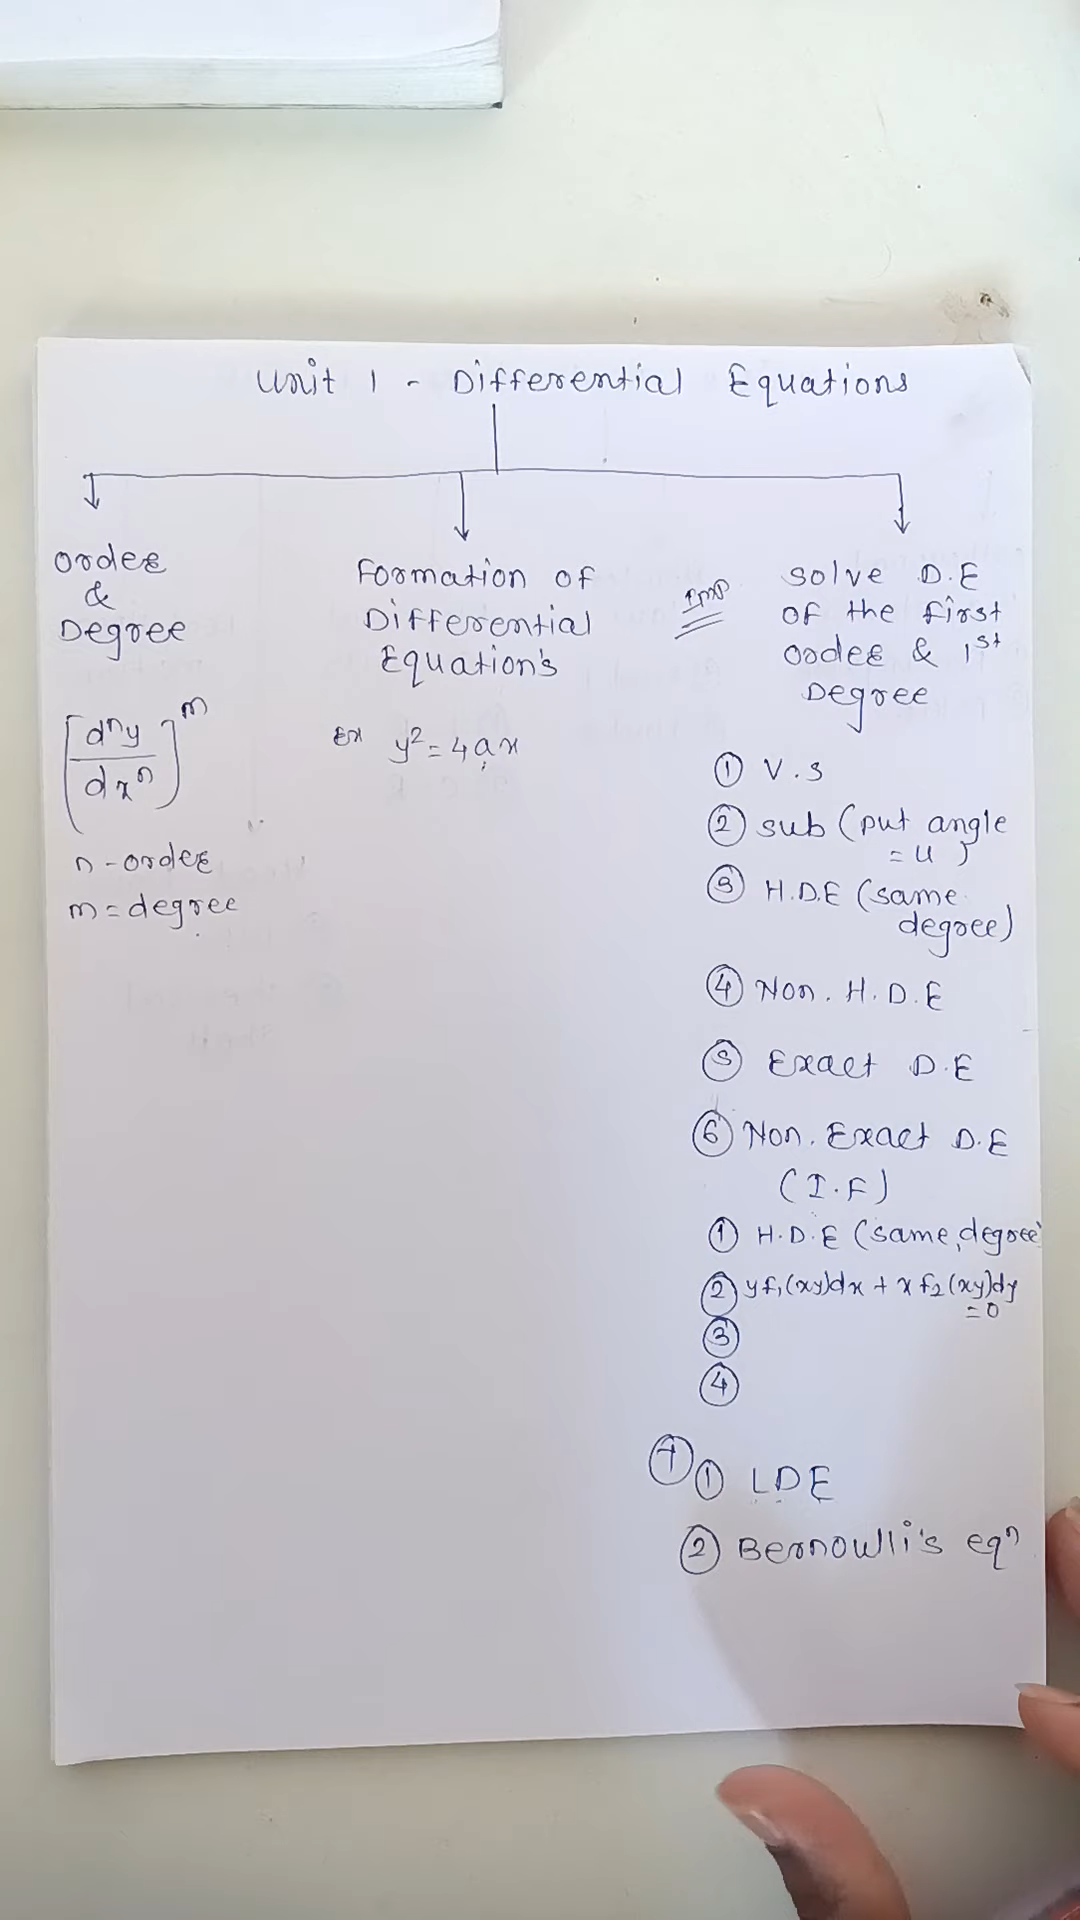 Unit 1 - Differential Equations
Order
&
Degree
[dⁿy/dxⁿ]ᵐ
n - order
m = degree
Formation of
Differential
Equation's
Ex y² = 4ax
IMP
Solve D.E
of the first
order & 1st
Degree
① V.S
② sub (put angle
= u)
③ H.D.E (same
degree)
④ Non. H.D.E
⑤ Exact D.E
⑥ Non. Exact D.E
(I.F)
① H.D.E (same degree)
② yf₁(xy)dx + xf₂(xy)dy
= 0
③
④
⑦ ① LDE
② Bernoulli's eqⁿ